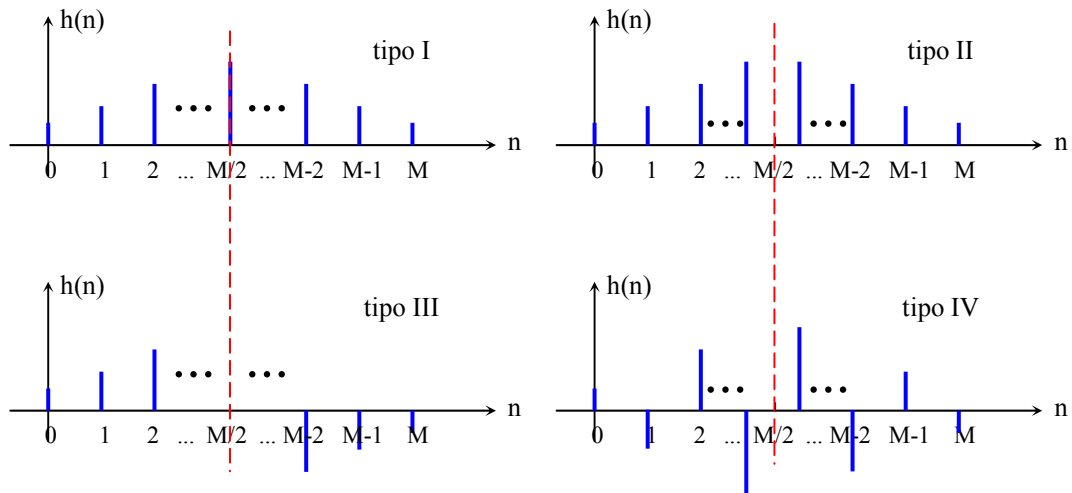 h(n)
tipo I
n
0 1 2 ... M/2 ... M-2 M-1 M
h(n)
tipo II
n
0 1 2 ... M/2 ... M-2 M-1 M
h(n)
tipo III
n
0 1 2 ... M/2 ... M-2 M-1 M
h(n)
tipo IV
n
0 1 2 ... M/2 ... M-2 M-1 M